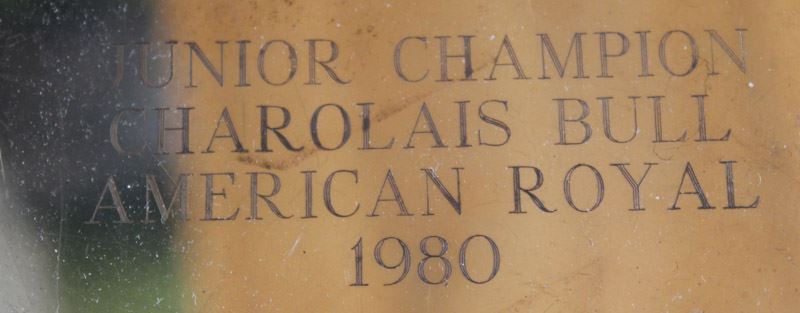 JUNIOR CHAMPION
CHAROLAIS BULL
AMERICAN ROYAL
1980